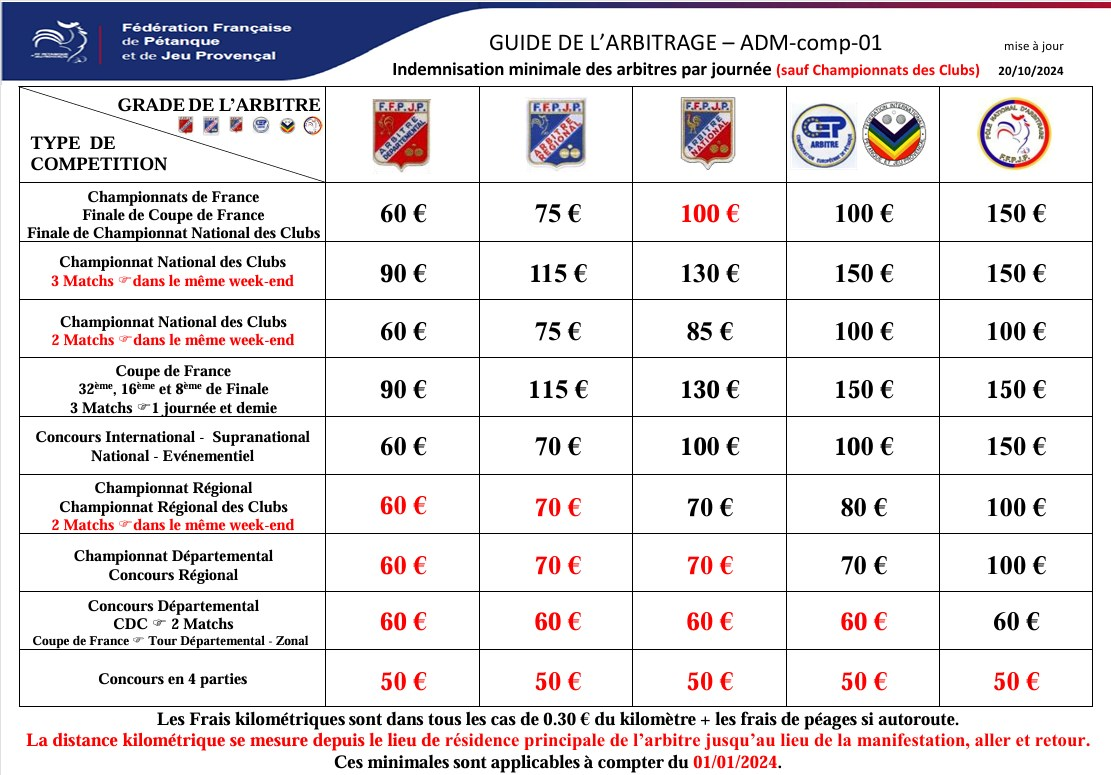 Fédération Française
de Pétanque
et de Jeu Provençal
GUIDE DE L'ARBITRAGE – ADM-comp-01
mise à jour
Indemnisation minimale des arbitres par journée (sauf Championnats des Clubs)
20/10/2024
GRADE DE L'ARBITRE
TYPE DE
COMPETITION
F.F.P.J.P.
ARBITRE
DÉPARTEMENTAL
F.F.P.J.P.
ARBITRE
RÉGIONAL
F.F.P.J.P.
ARBITRE
NATIONAL
CEP
ARBITRE
PÔLE NATIONAL D'ARBITRAGE
F.F.P.J.P.
Championnats de France
Finale de Coupe de France
Finale de Championnat National des Clubs
60 € 75 € 100 € 100 € 150 €
Championnat National des Clubs
3 Matchs ☞dans le même week-end
90 € 115 € 130 € 150 € 150 €
Championnat National des Clubs
2 Matchs ☞dans le même week-end
60 € 75 € 85 € 100 € 100 €
Coupe de France
32ème, 16ème et 8ème de Finale
3 Matchs ☞1 journée et demie
90 € 115 € 130 € 150 € 150 €
Concours International - Supranational
National - Evénementiel
60 € 70 € 100 € 100 € 150 €
Championnat Régional
Championnat Régional des Clubs
2 Matchs ☞dans le même week-end
60 € 70 € 70 € 80 € 100 €
Championnat Départemental
Concours Régional
60 € 70 € 70 € 70 € 100 €
Concours Départemental
CDC ☞ 2 Matchs
Coupe de France ☞ Tour Départemental - Zonal
60 € 60 € 60 € 60 € 60 €
Concours en 4 parties
50 € 50 € 50 € 50 € 50 €
Les Frais kilométriques sont dans tous les cas de 0.30 € du kilomètre + les frais de péages si autoroute.
La distance kilométrique se mesure depuis le lieu de résidence principale de l'arbitre jusqu'au lieu de la manifestation, aller et retour.
Ces minimales sont applicables à compter du 01/01/2024.